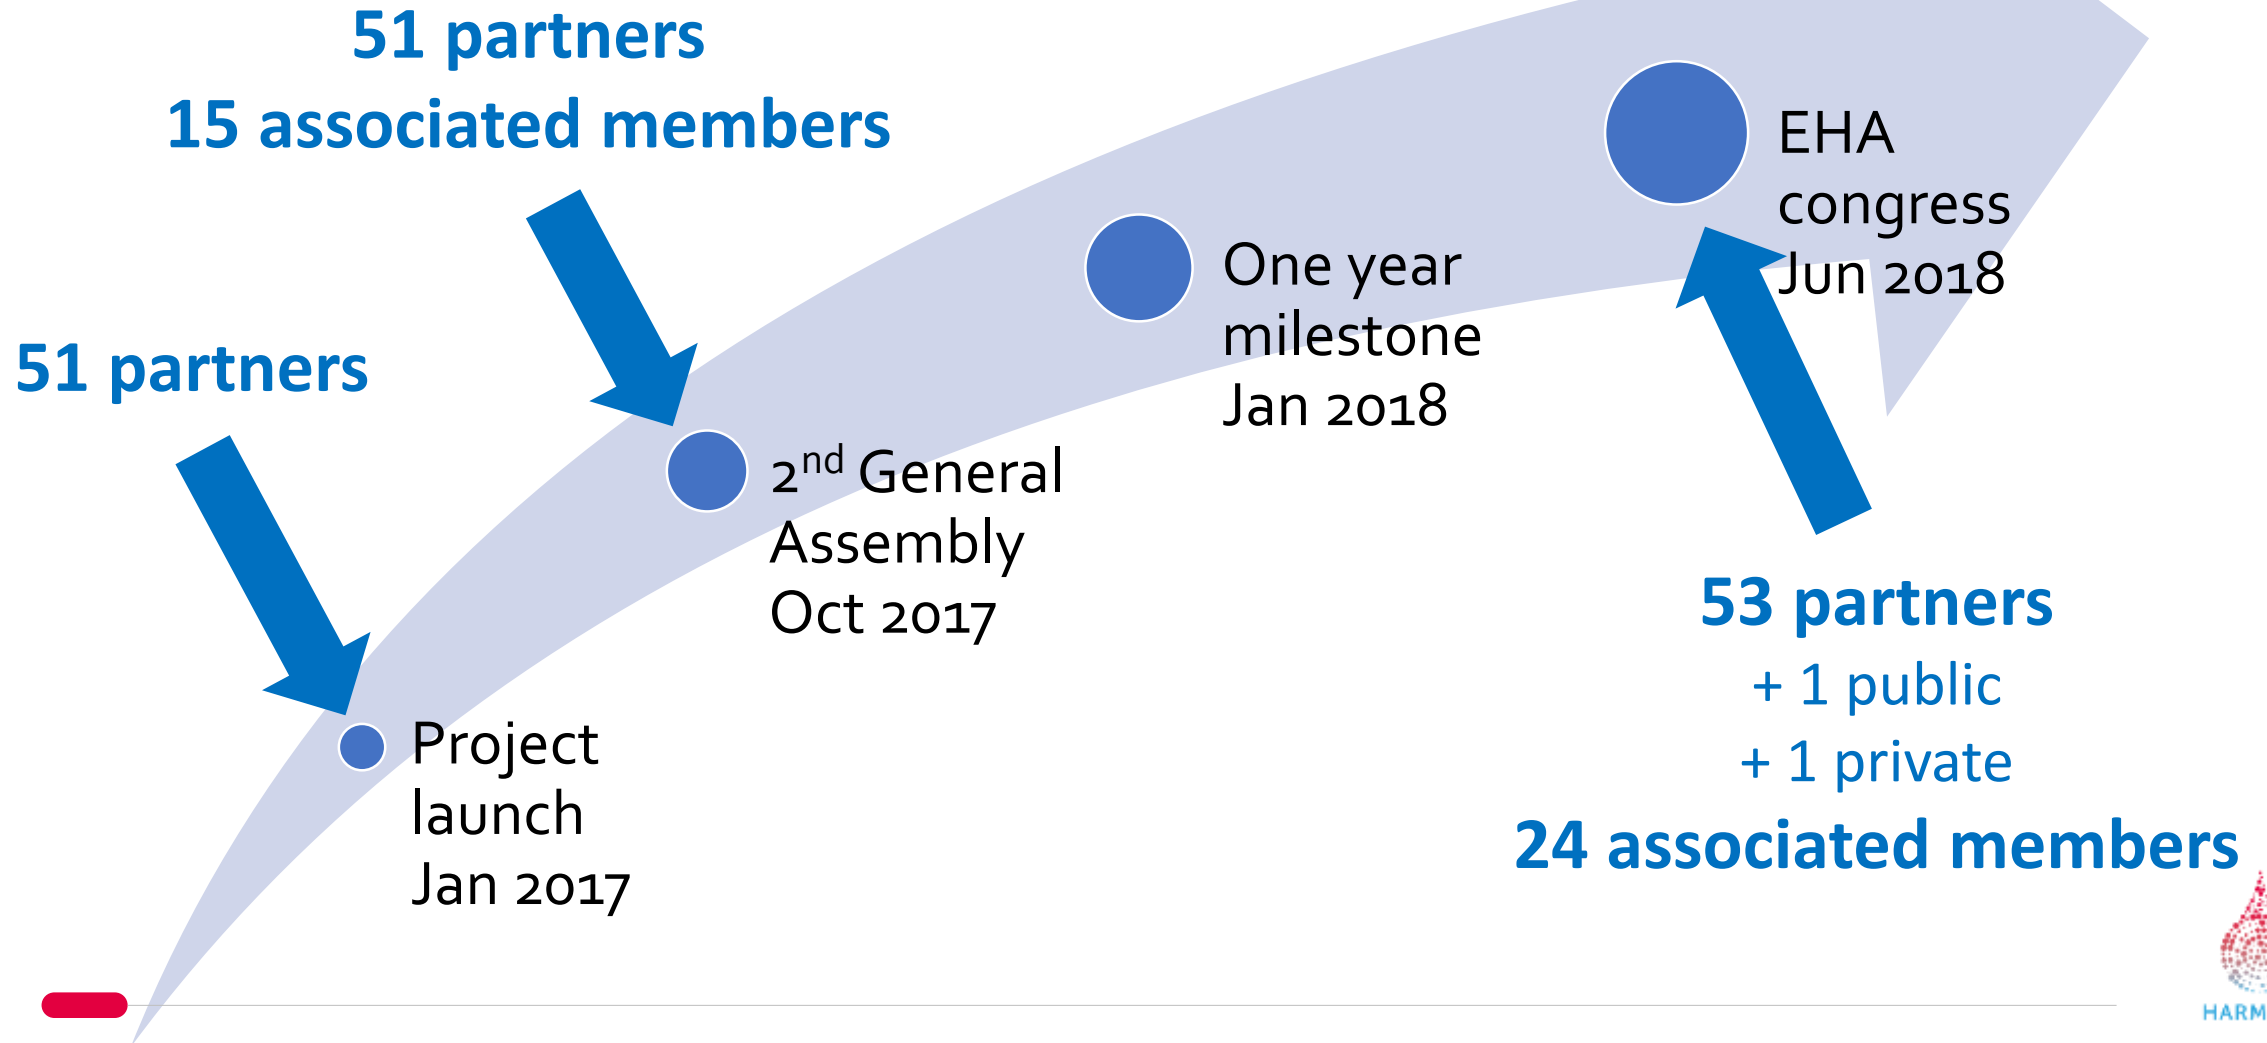 51 partners
15 associated members
51 partners
Project
launch
Jan 2017
2nd General
Assembly
Oct 2017
One year
milestone
Jan 2018
EHA
congress
Jun 2018
53 partners
+ 1 public
+ 1 private
24 associated members
HARM